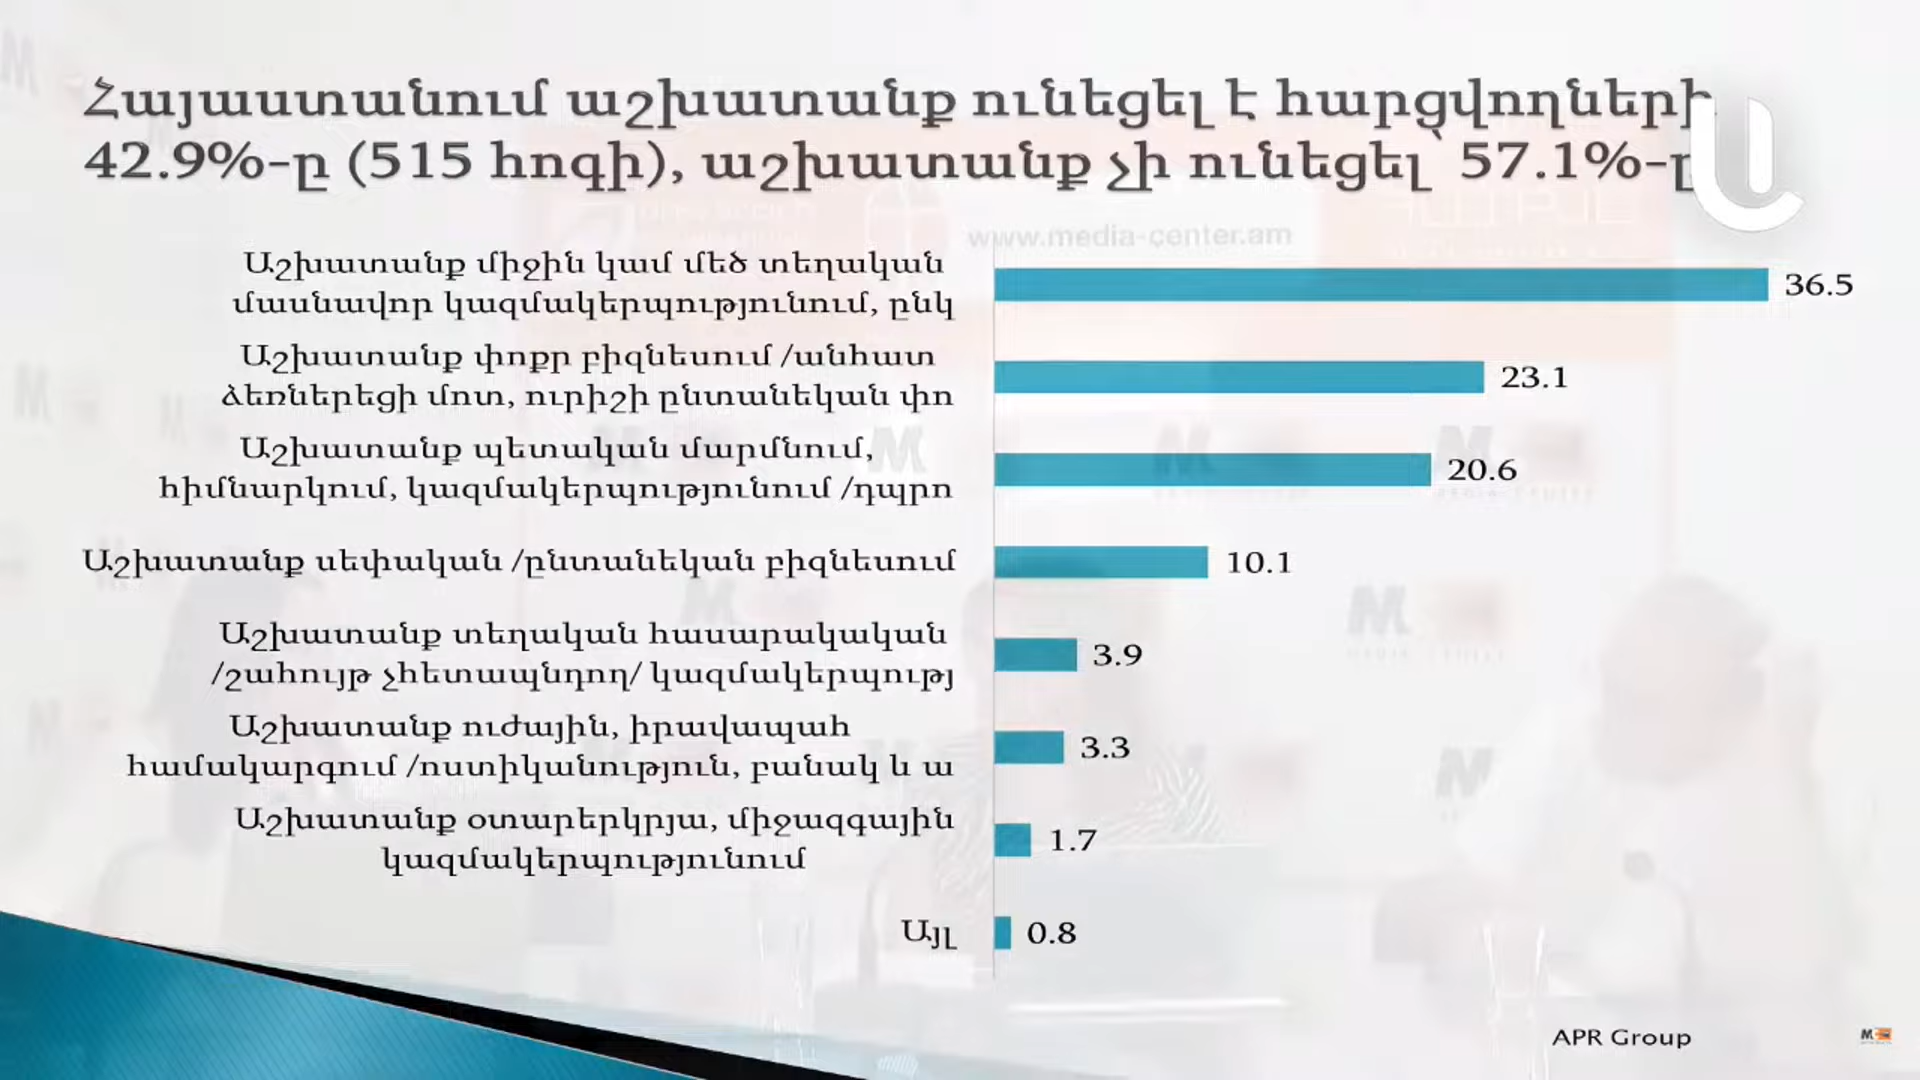 Հայաստանում աշխատանք ունեցել է հարցվողների
42.9%-ը (515 հոգի), աշխատանք չի ունեցել՝ 57.1%-ը
www.media-center.am
Աշխատանք միջին կամ մեծ տեղական
մասնավոր կազմակերպությունում, ընկ
36.5
Աշխատանք փոքր բիզնեսում /անհատ
ձեռներեցի մոտ, ուրիշի ընտանեկան փո
23.1
Աշխատանք պետական մարմնում,
հիմնարկում, կազմակերպությունում /դպրո
20.6
Աշխատանք սեփական /ընտանեկան բիզնեսում
10.1
Աշխատանք տեղական հասարակական
/շահույթ չհետապնդող/ կազմակերպությ
3.9
Աշխատանք ուժային, իրավապահ
համակարգում /ոստիկանություն, բանակ և ա
3.3
Աշխատանք օտարերկրյա, միջազգային
կազմակերպությունում
1.7
Այլ
0.8
APR Group